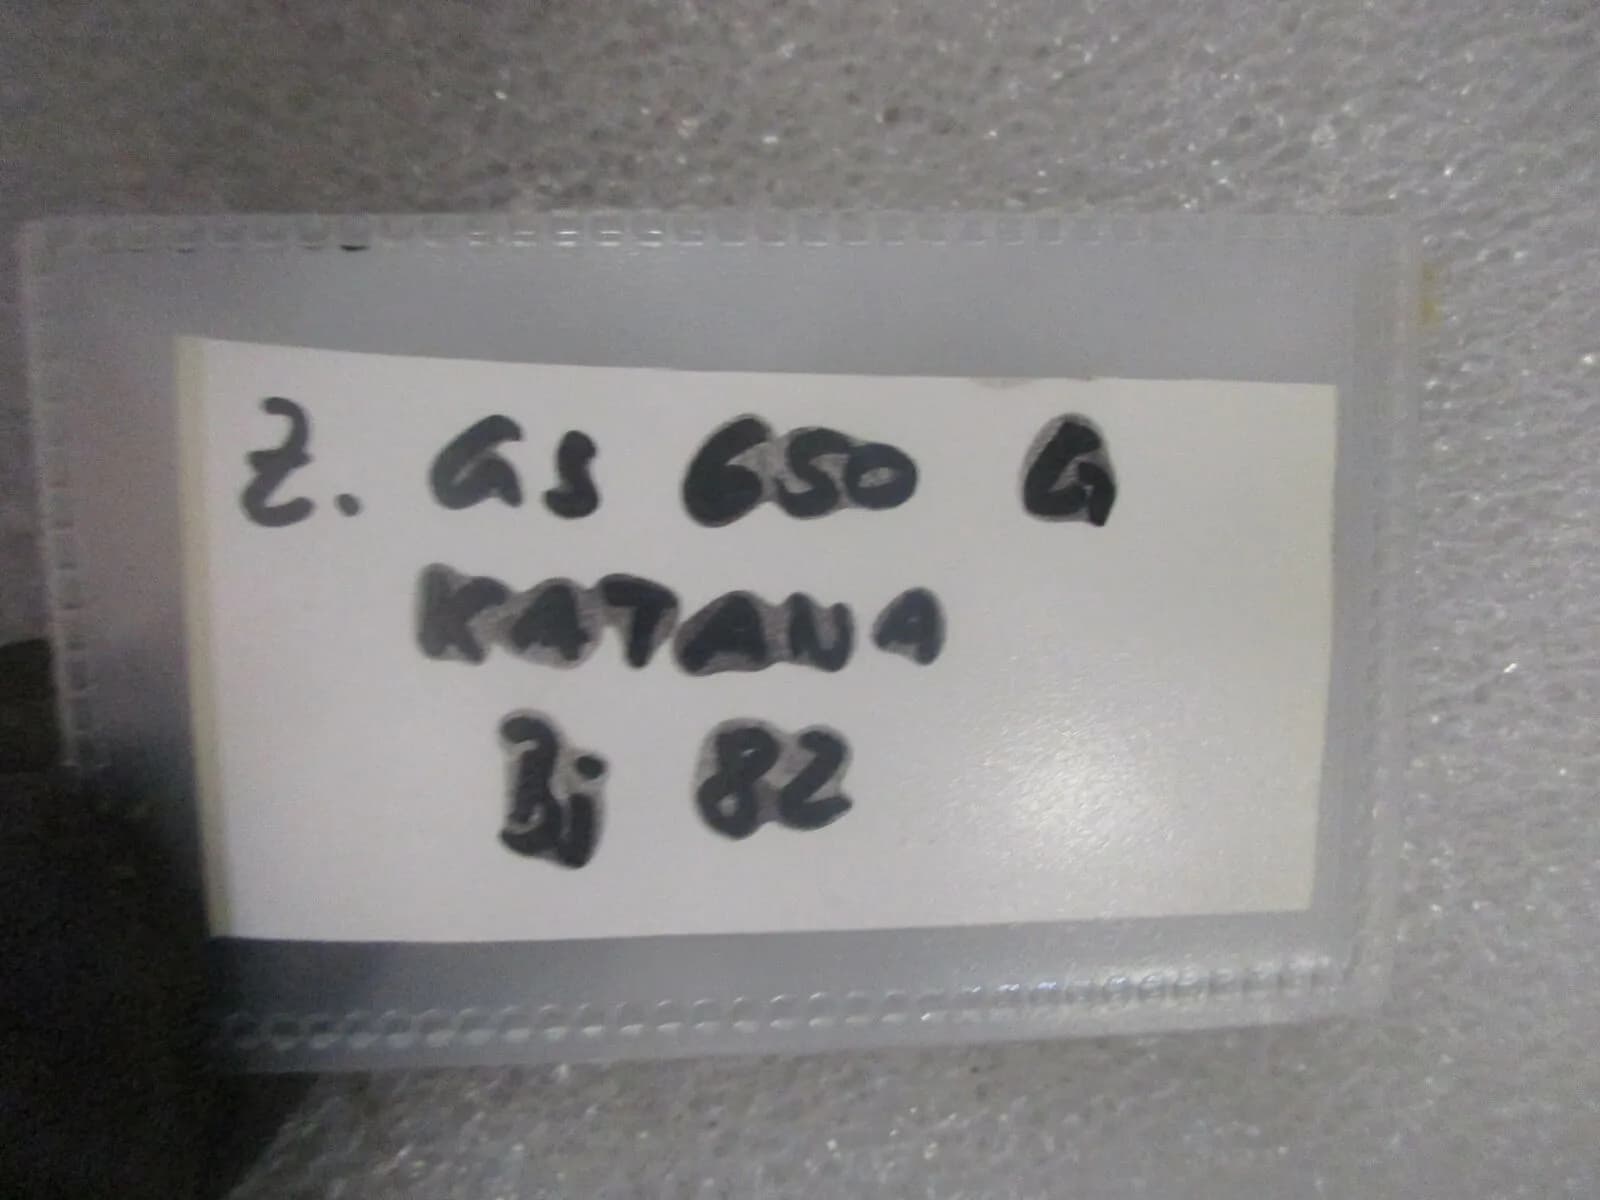 Z. GS 650 G
KATANA
Bj 82